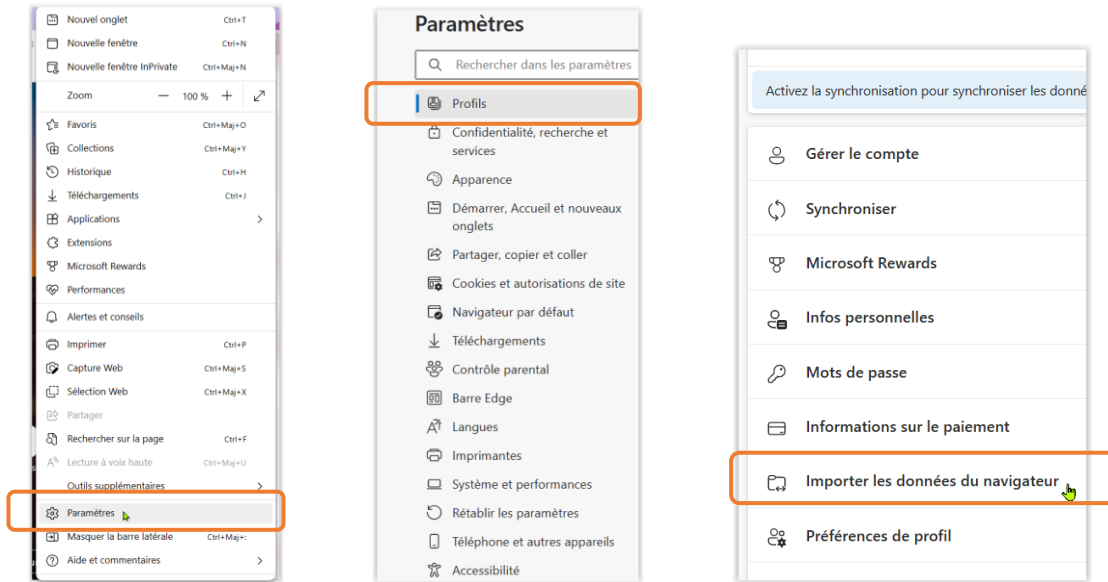 Nouvel onglet Ctrl+T
Nouvelle fenêtre Ctrl+N
Nouvelle fenêtre InPrivate Ctrl+Maj+N
Zoom — 100 % +
Favoris Ctrl+Maj+O
Collections Ctrl+Maj+Y
Historique Ctrl+H
Téléchargements Ctrl+J
Applications
Extensions
Microsoft Rewards
Performances
Alertes et conseils
Imprimer Ctrl+P
Capture Web Ctrl+Maj+S
Sélection Web Ctrl+Maj+X
Partager
Rechercher sur la page Ctrl+F
Lecture à voix haute Ctrl+Maj+U
Outils supplémentaires
Paramètres
Masquer la barre latérale Ctrl+Maj+:
Aide et commentaires
Paramètres
Rechercher dans les paramètres
Profils
Confidentialité, recherche et
services
Apparence
Démarrer, Accueil et nouveaux
onglets
Partager, copier et coller
Cookies et autorisations de site
Navigateur par défaut
Téléchargements
Contrôle parental
Barre Edge
Langues
Imprimantes
Système et performances
Rétablir les paramètres
Téléphone et autres appareils
Accessibilité
Activez la synchronisation pour synchroniser les donné
Gérer le compte
Synchroniser
Microsoft Rewards
Infos personnelles
Mots de passe
Informations sur le paiement
Importer les données du navigateur
Préférences de profil